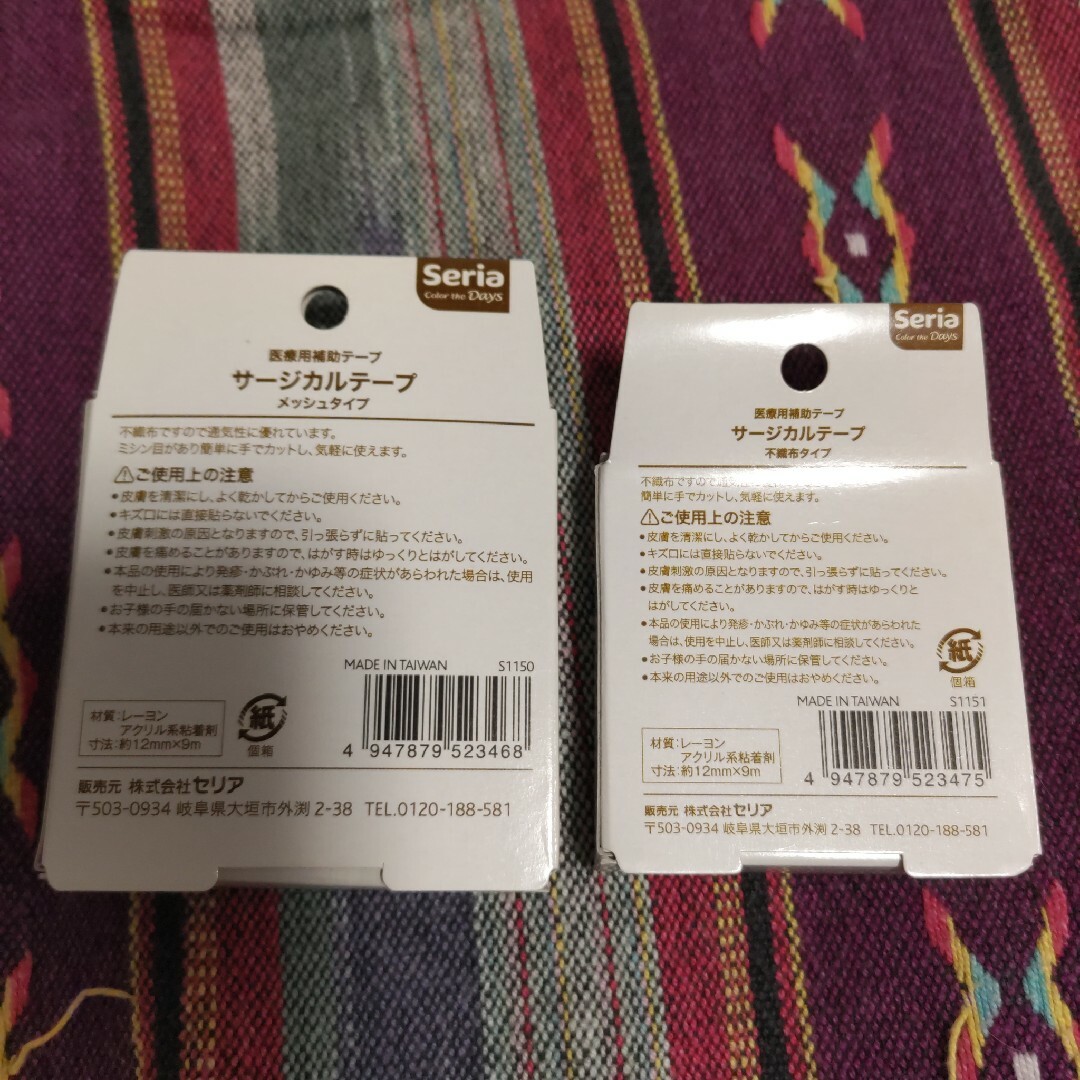 Seria
Color the Days
医療用補助テープ
サージカルテープ
メッシュタイプ
不織布ですので通気性に優れています。
ミシン目があり簡単に手でカットし、気軽に使えます。
⚠ご使用上の注意
●皮膚を清潔にし、よく乾かしてからご使用ください。
●キズ口には直接貼らないでください。
●皮膚刺激の原因となりますので、引っ張らずに貼ってください。
●皮膚を痛めることがありますので、はがす時はゆっくりとはがしてください。
●本品の使用により発疹・かぶれ・かゆみ等の症状があらわれた場合は、使用
を中止し、医師又は薬剤師に相談してください。
●お子様の手の届かない場所に保管してください。
●本来の用途以外でのご使用はおやめください。
MADE IN TAIWAN S1150
材質:レーヨン
アクリル系粘着剤
寸法:約12mm×9m
紙
個箱
4 947879 523468
販売元 株式会社セリア
〒503-0934 岐阜県大垣市外渕 2-38 TEL.0120-188-581
Seria
Color the Days
医療用補助テープ
サージカルテープ
不織布タイプ
不織布ですので
簡単に手でカットし、気軽に使えます。
⚠ご使用上の注意
●皮膚を清潔にし、よく乾かしてからご使用ください。
●キズ口には直接貼らないでください。
●皮膚刺激の原因となりますので、引っ張らずに貼ってください。
●皮膚を痛めることがありますので、はがす時はゆっくりと
はがしてください。
●本品の使用により発疹・かぶれ・かゆみ等の症状があらわれた
場合は、使用を中止し、医師又は薬剤師に相談してください。
●お子様の手の届かない場所に保管してください。
●本来の用途以外でのご使用はおやめください。
紙
個箱
MADE IN TAIWAN S1151
材質:レーヨン
アクリル系粘着剤
寸法:約12mm×9m
4 947879 523475
販売元 株式会社セリア
〒503-0934 岐阜県大垣市外渕 2-38 TEL.0120-188-581